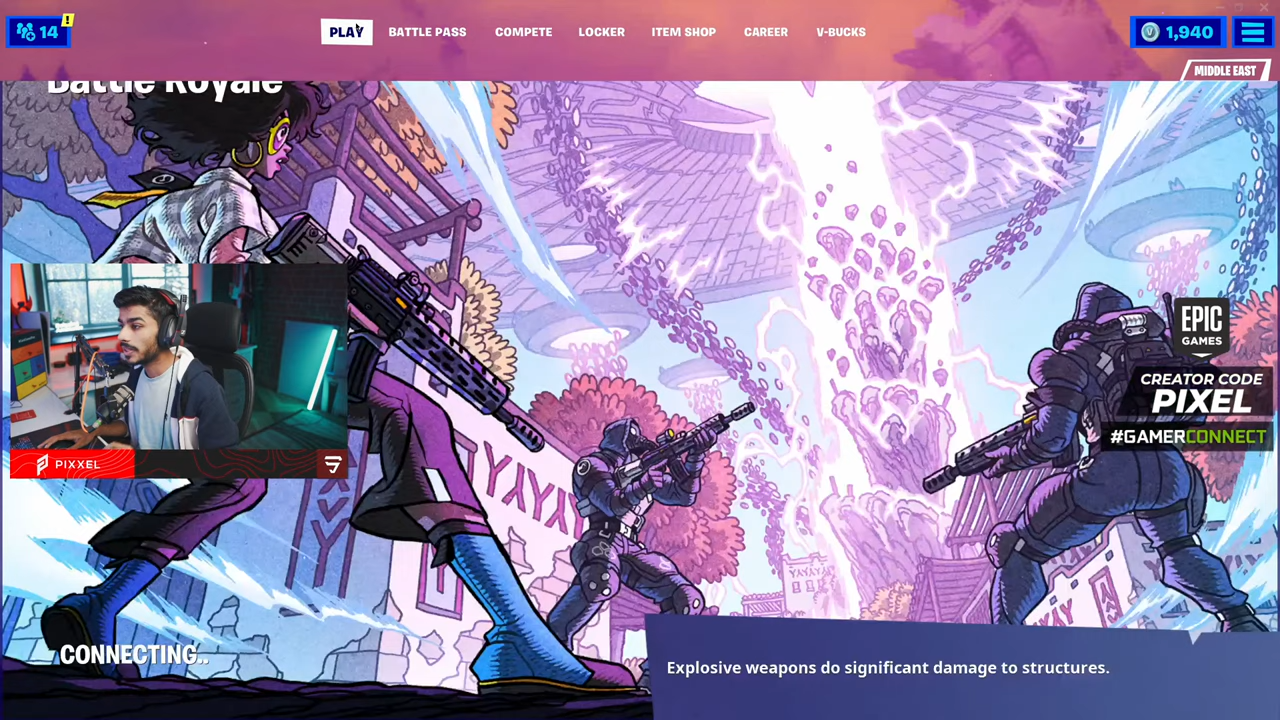 14
!
PLAY
BATTLE PASS
COMPETE
LOCKER
ITEM SHOP
CAREER
V-BUCKS
1,940
MIDDLE EAST
Battle Royale
EPIC
GAMES
CREATOR CODE
PIXEL
#GAMERCONNECT
PIXXEL
CONNECTING..
Explosive weapons do significant damage to structures.